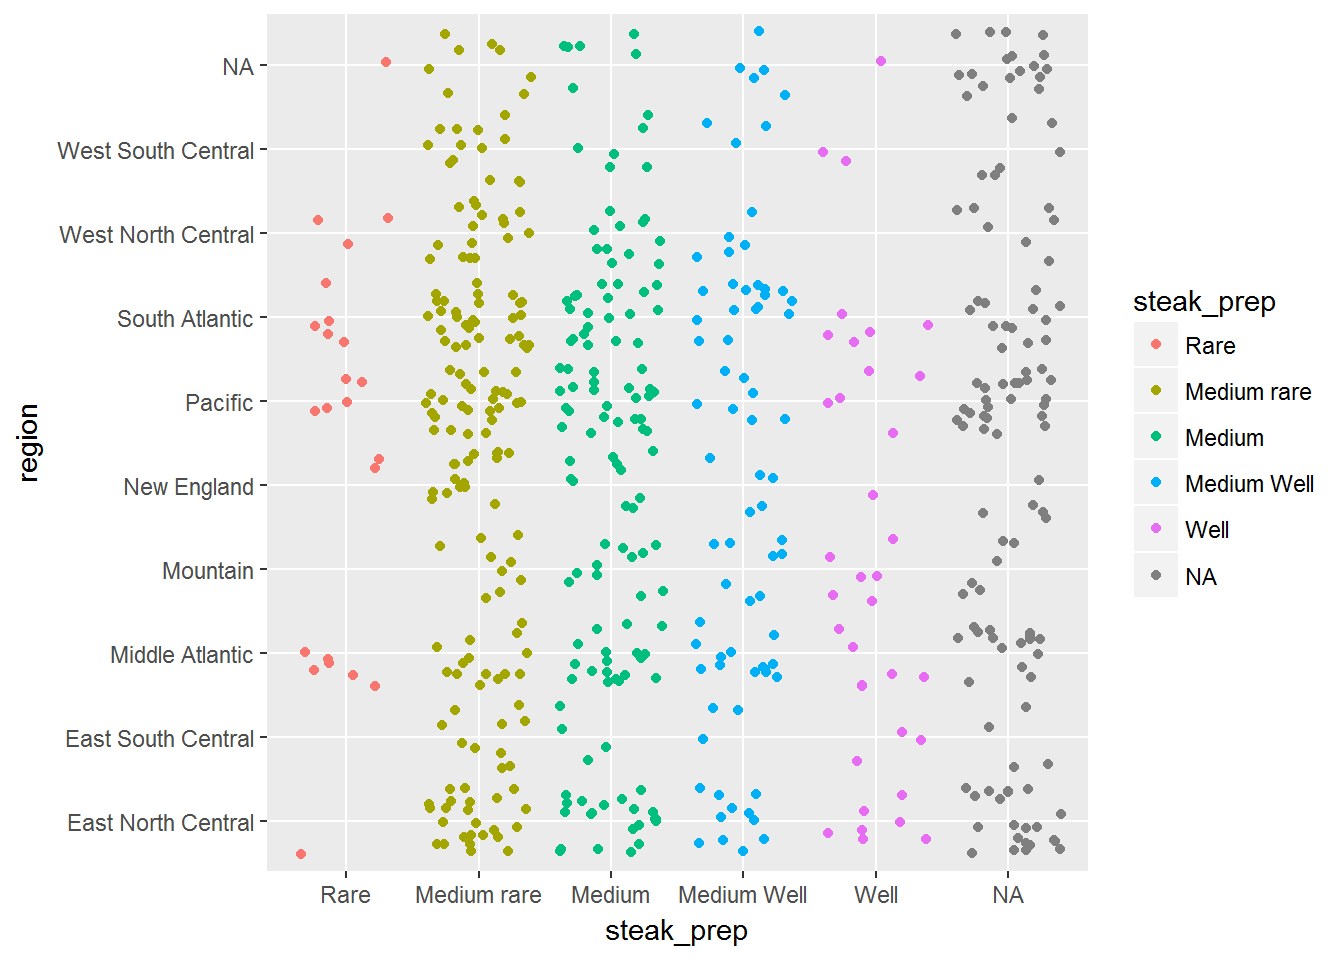 NA
West South Central
West North Central
South Atlantic
Pacific
New England
Mountain
Middle Atlantic
East South Central
East North Central
region
Rare
Medium rare
Medium
Medium Well
Well
NA
steak_prep
steak_prep
Rare
Medium rare
Medium
Medium Well
Well
NA